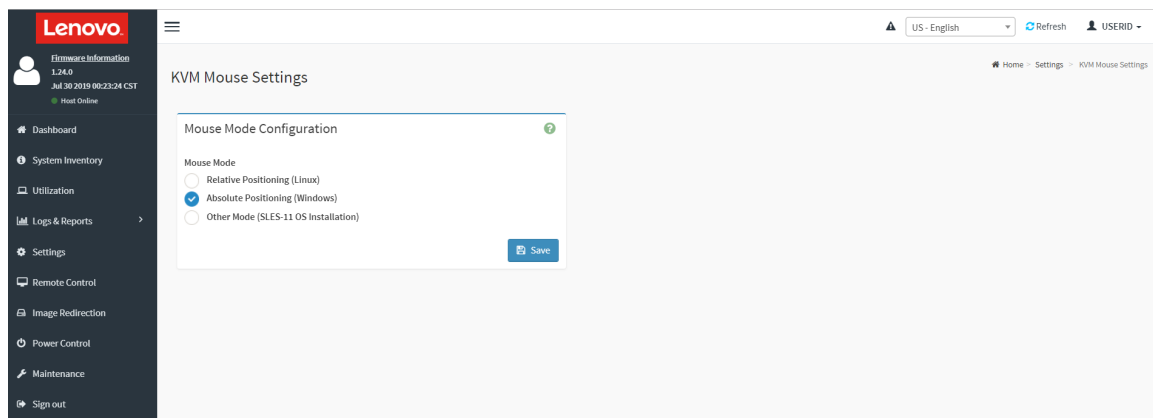 Lenovo.
US - English
Refresh
USERID
Firmware Information
1.24.0
Jul 30 2019 00:23:24 CST
Host Online
Home > Settings > KVM Mouse Settings
KVM Mouse Settings
Dashboard
System Inventory
Utilization
Logs & Reports
Settings
Remote Control
Image Redirection
Power Control
Maintenance
Sign out
Mouse Mode Configuration
Mouse Mode
Relative Positioning (Linux)
Absolute Positioning (Windows)
Other Mode (SLES-11 OS Installation)
Save